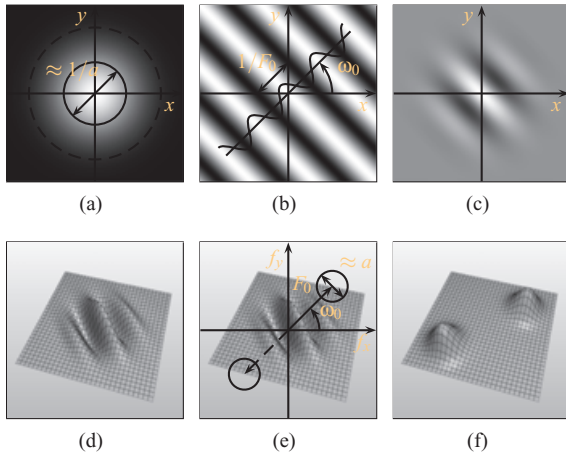 y
≈ 1/a
x
(a)
y
1/F₀
ω₀
x
(b)
y
x
(c)
(d)
f_y
≈ a
F₀
ω₀
f_x
(e)
(f)